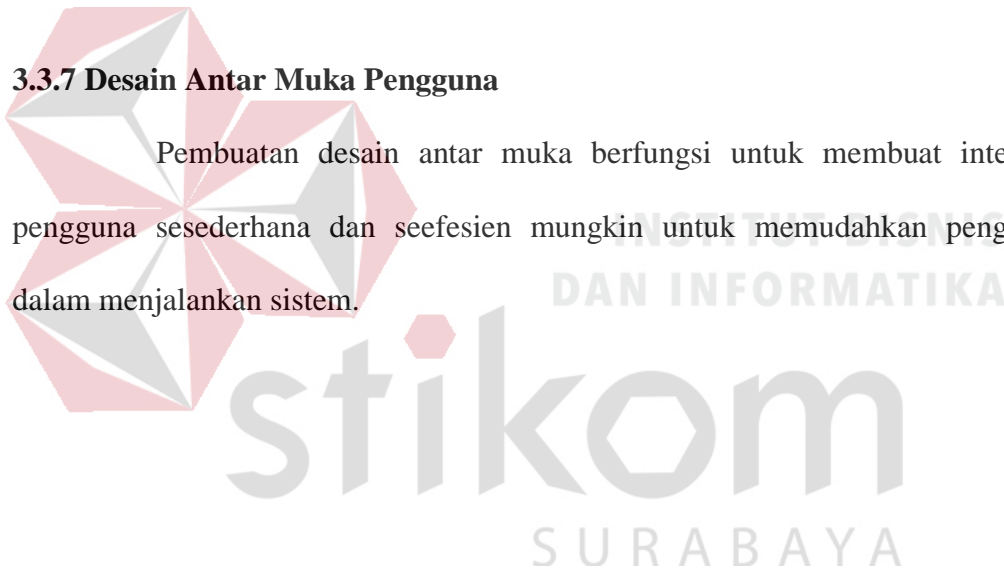 3.3.7 Desain Antar Muka Pengguna
Pembuatan desain antar muka berfungsi untuk membuat inte
pengguna sesederhana dan seefesien mungkin untuk memudahkan peng
dalam menjalankan sistem.
INSTITUT BISNIS
DAN INFORMATIKA
stikom
SURABAYA